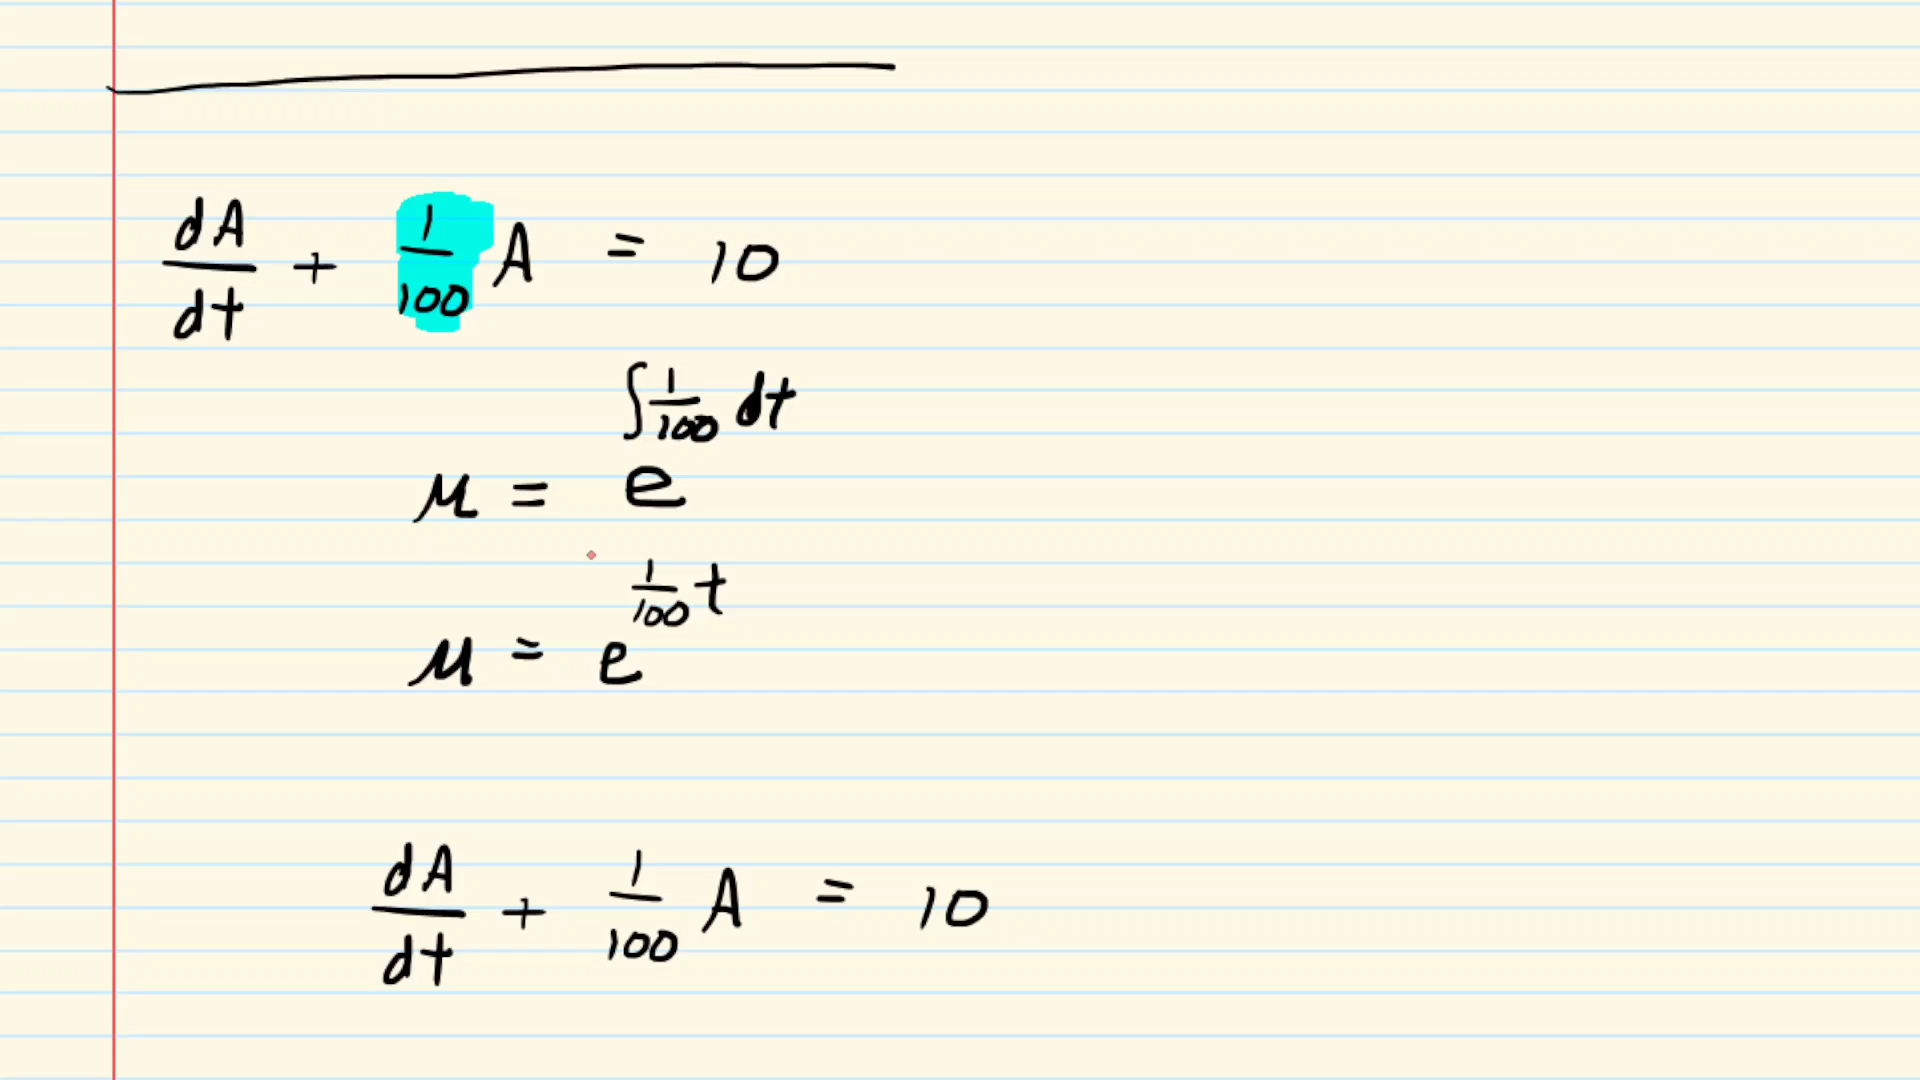 dA/dt + 1/100 A = 10
μ = e^(∫ 1/100 dt)
μ = e^(1/100 t)
dA/dt + 1/100 A = 10